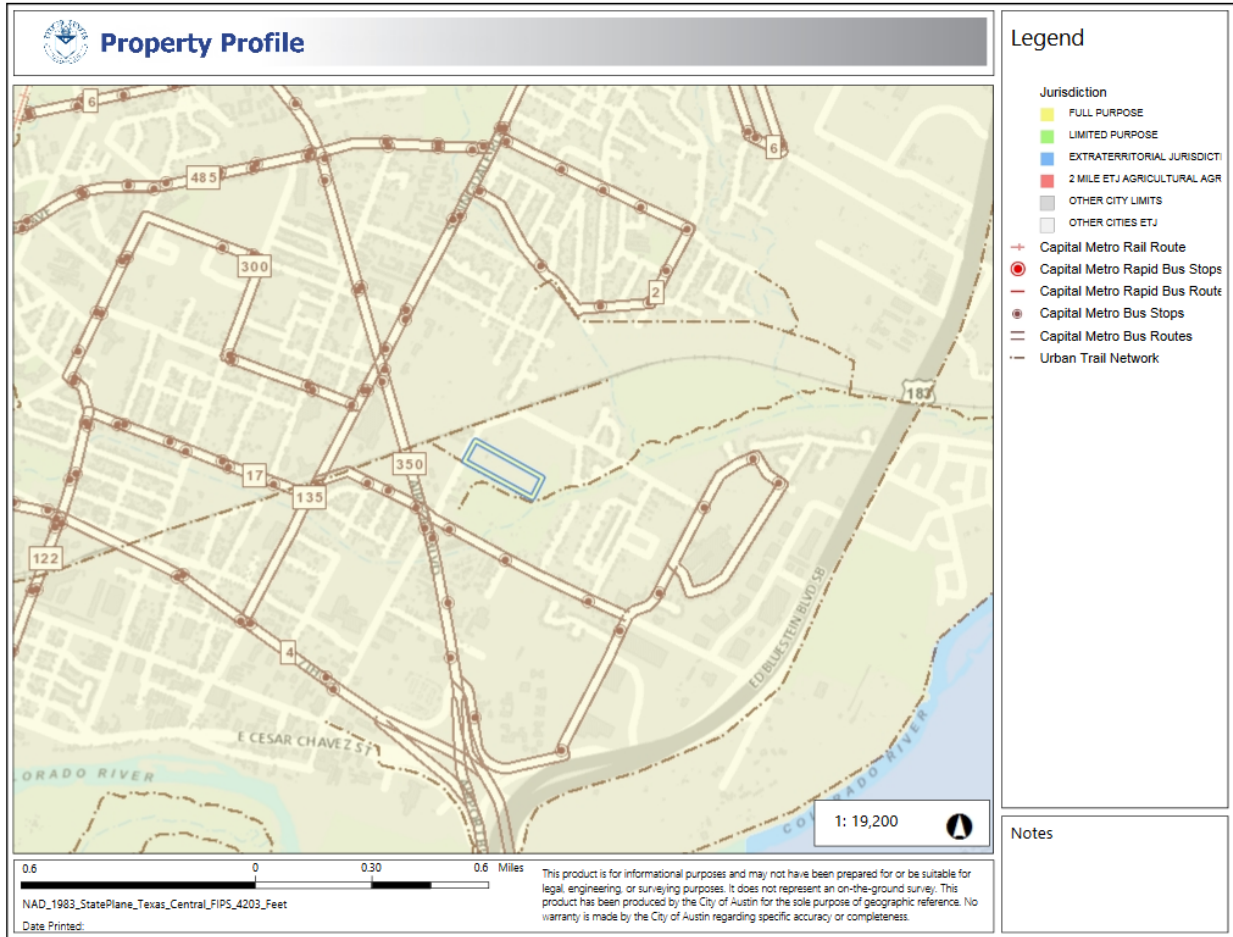 Property Profile
Legend
Jurisdiction
FULL PURPOSE
LIMITED PURPOSE
EXTRATERRITORIAL JURISDICTI
2 MILE ETJ AGRICULTURAL AGR
OTHER CITY LIMITS
OTHER CITIES ETJ
Capital Metro Rail Route
Capital Metro Rapid Bus Stops
Capital Metro Rapid Bus Route
Capital Metro Bus Stops
Capital Metro Bus Routes
Urban Trail Network
6
6
485
AVE
300
2
183
17
350
135
122
4
7TH
ED BLUESTEIN BLVD SB
E CESAR CHAVEZ ST
LORADO RIVER
COLORADO RIVER
1: 19,200
Notes
0.6 0 0.30 0.6 Miles
NAD_1983_StatePlane_Texas_Central_FIPS_4203_Feet
Date Printed:
This product is for informational purposes and may not have been prepared for or be suitable for
legal, engineering, or surveying purposes. It does not represent an on-the-ground survey. This
product has been produced by the City of Austin for the sole purpose of geographic reference. No
warranty is made by the City of Austin regarding specific accuracy or completeness.